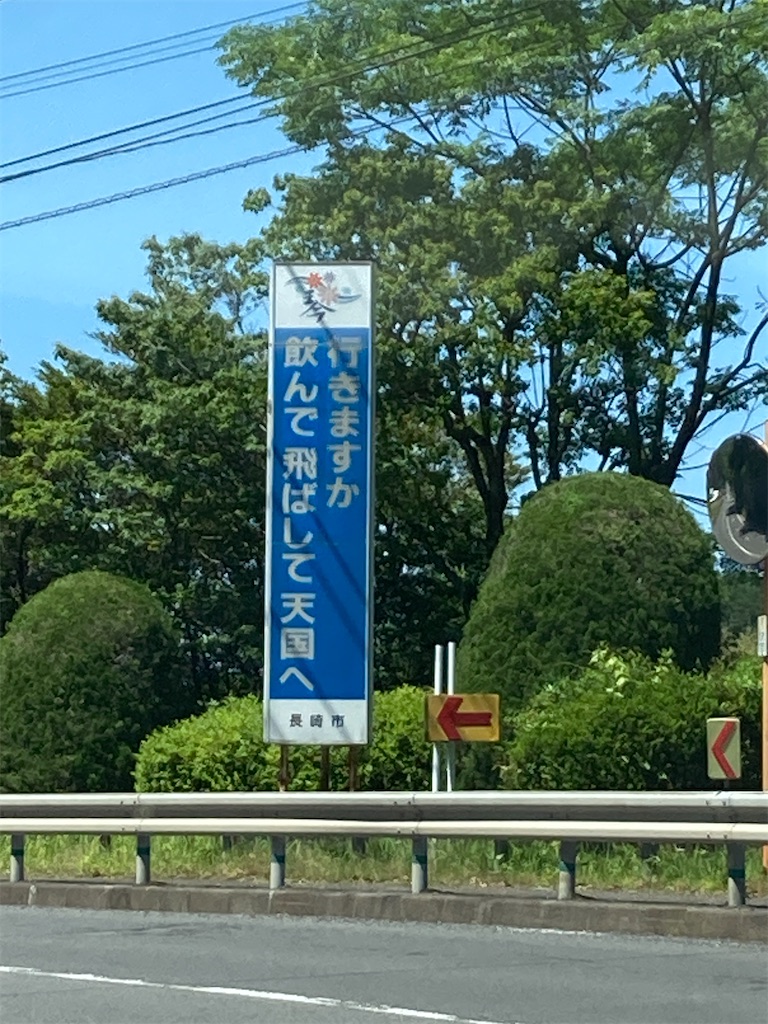 行きますか
飲んで 飛ばして 天国へ
長崎市